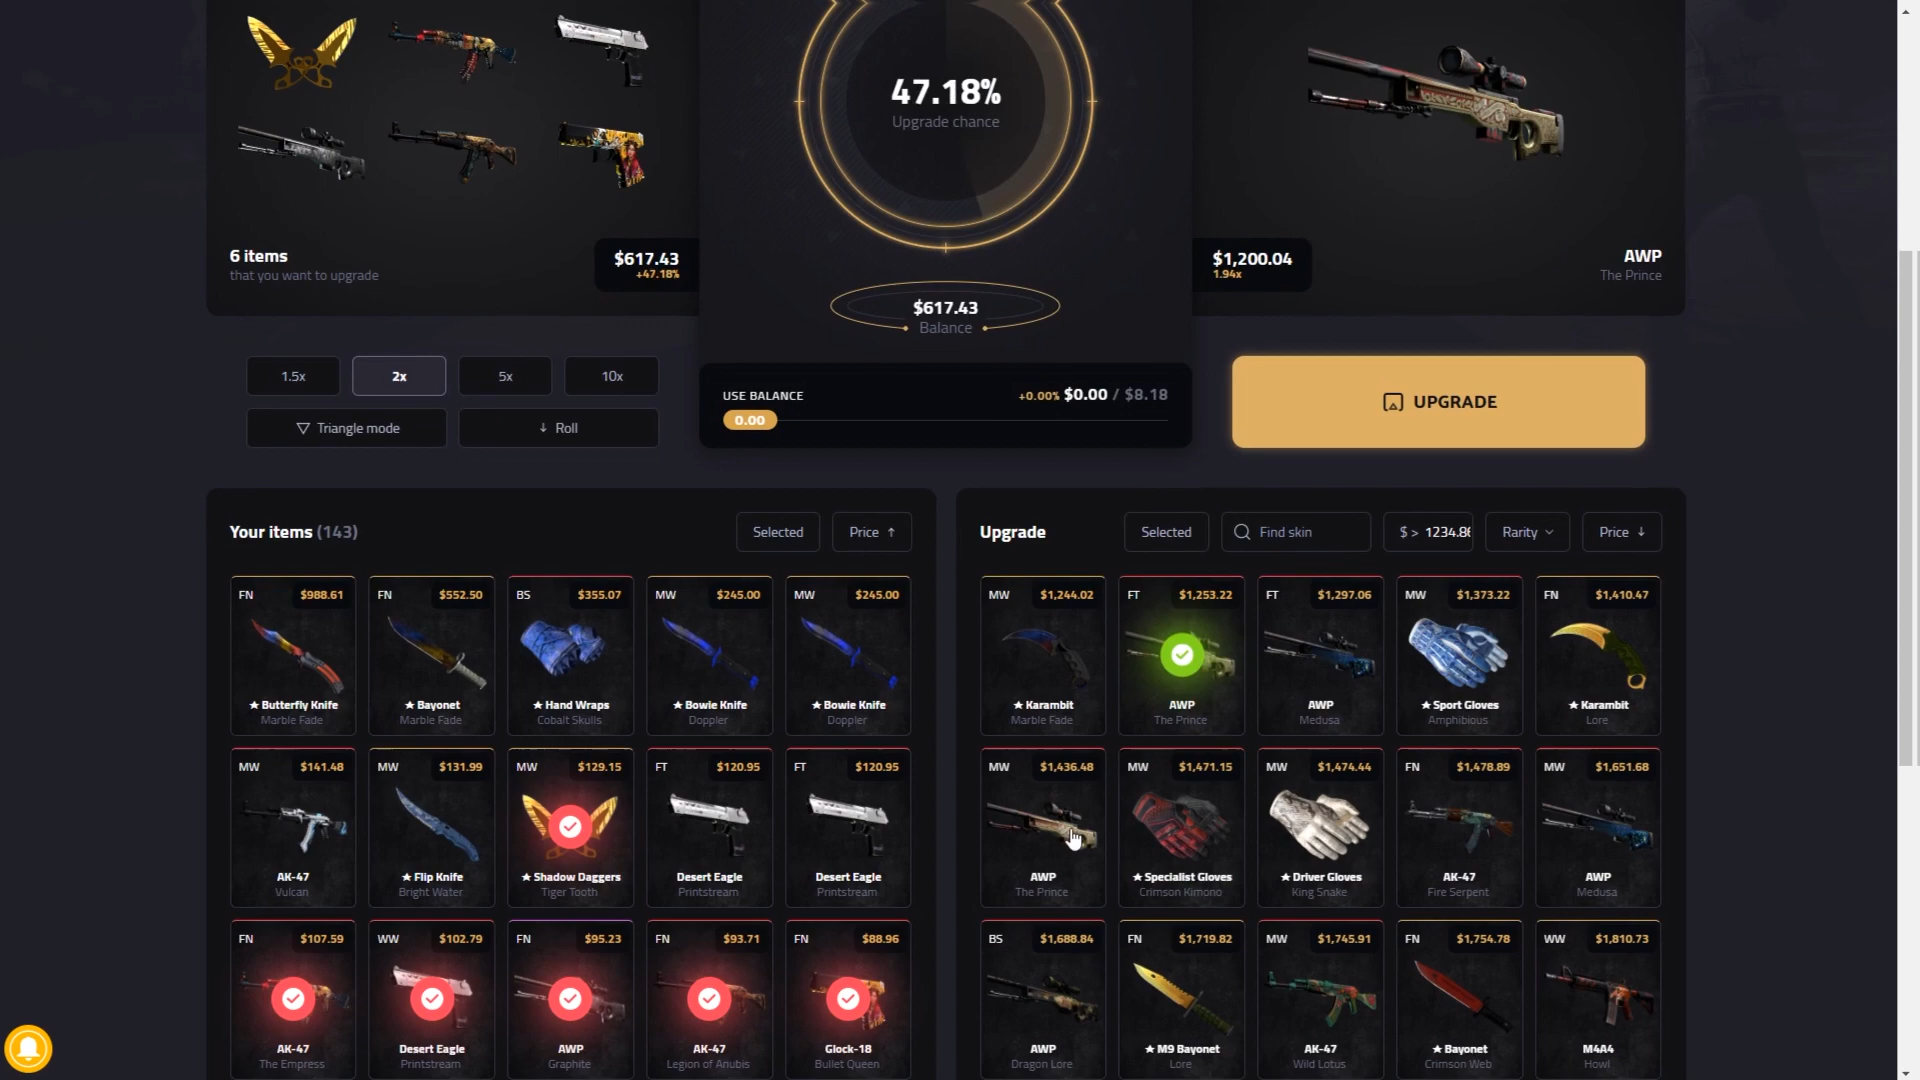 47.18%
Upgrade chance
6 items
that you want to upgrade
$617.43
+47.18%
$1,200.04
1.94x
AWP
The Prince
$617.43
Balance
1.5x
2x
5x
10x
Triangle mode
Roll
USE BALANCE
+0.00% $0.00 / $8.18
0.00
UPGRADE
Your items (143)
Selected
Price
Upgrade
Selected
Find skin
$ > 1234.86
Rarity
Price
FN $988.61
★ Butterfly Knife
Marble Fade
FN $552.50
★ Bayonet
Marble Fade
BS $355.07
★ Hand Wraps
Cobalt Skulls
MW $245.00
★ Bowie Knife
Doppler
MW $245.00
★ Bowie Knife
Doppler
MW $141.48
AK-47
Vulcan
MW $131.99
★ Flip Knife
Bright Water
MW $129.15
★ Shadow Daggers
Tiger Tooth
FT $120.95
Desert Eagle
Printstream
FT $120.95
Desert Eagle
Printstream
FN $107.59
AK-47
The Empress
WW $102.79
Desert Eagle
Printstream
FN $95.23
AWP
Graphite
FN $93.71
AK-47
Legion of Anubis
FN $88.96
Glock-18
Bullet Queen
MW $1,244.02
★ Karambit
Marble Fade
FT $1,253.22
AWP
The Prince
FT $1,297.06
AWP
Medusa
MW $1,373.22
★ Sport Gloves
Amphibious
FN $1,410.47
★ Karambit
Lore
MW $1,436.48
AWP
The Prince
MW $1,471.15
★ Specialist Gloves
Crimson Kimono
MW $1,474.44
★ Driver Gloves
King Snake
FN $1,478.89
AK-47
Fire Serpent
MW $1,651.68
AWP
Medusa
BS $1,688.84
AWP
Dragon Lore
FN $1,719.82
★ M9 Bayonet
Lore
MW $1,745.91
AK-47
Wild Lotus
FN $1,754.78
★ Bayonet
Crimson Web
WW $1,810.73
M4A4
Howl